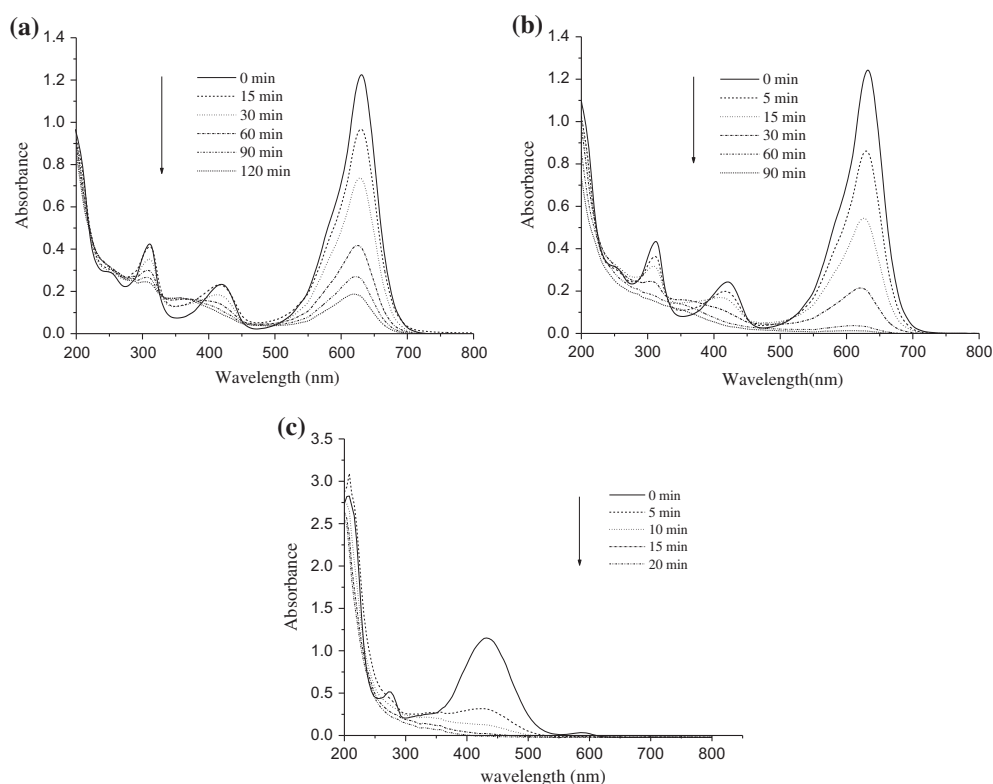 (a)
1.4
1.2
1.0
0.8
0.6
0.4
0.2
0.0
Absorbance
0 min
15 min
30 min
60 min
90 min
120 min
200 300 400 500 600 700 800
Wavelength (nm)
(b)
1.4
1.2
1.0
0.8
0.6
0.4
0.2
0.0
Absorbance
0 min
5 min
15 min
30 min
60 min
90 min
200 300 400 500 600 700 800
Wavelength(nm)
(c)
3.5
3.0
2.5
2.0
1.5
1.0
0.5
0.0
Absorbance
0 min
5 min
10 min
15 min
20 min
200 300 400 500 600 700 800
wavelength (nm)